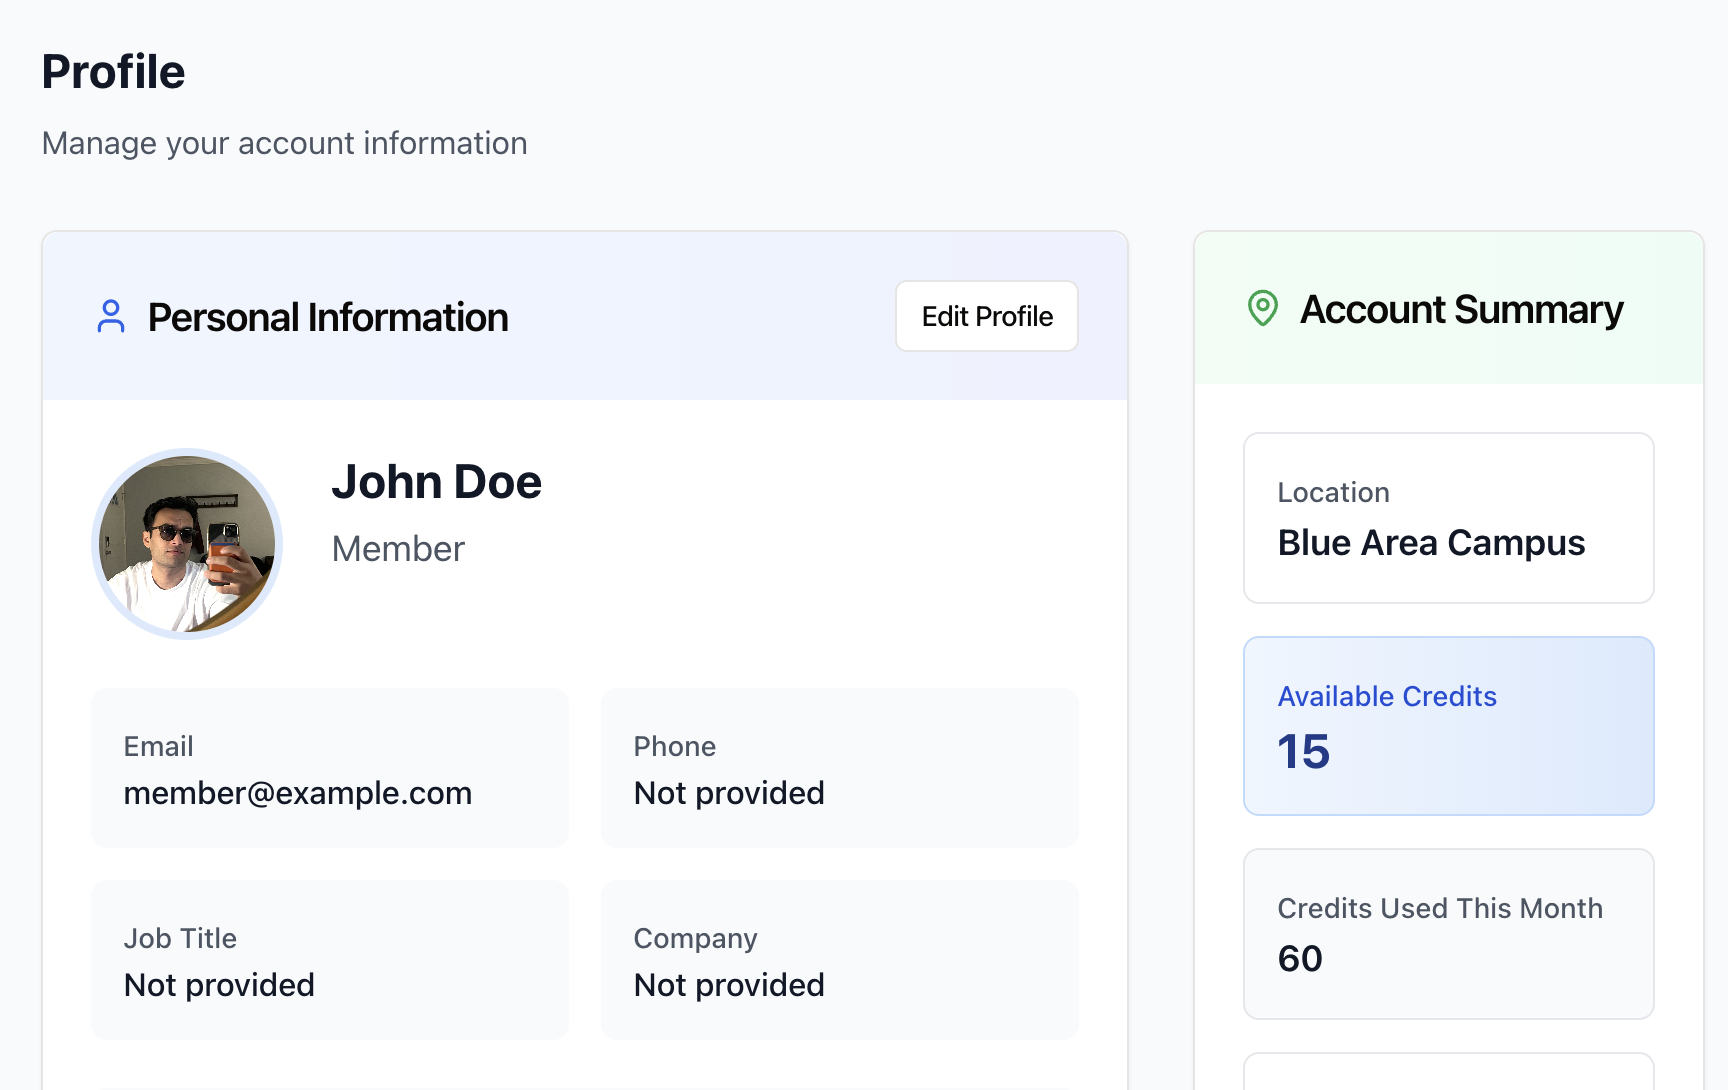 Profile
Manage your account information
Personal Information
Edit Profile
John Doe
Member
Email
member@example.com
Phone
Not provided
Job Title
Not provided
Company
Not provided
Account Summary
Location
Blue Area Campus
Available Credits
15
Credits Used This Month
60